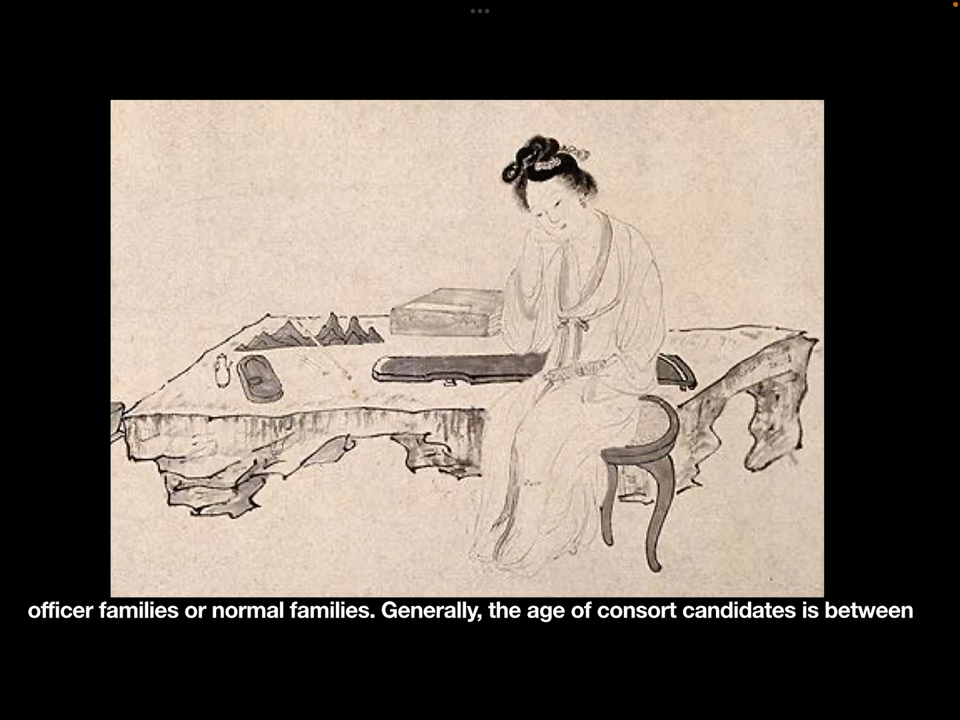 officer families or normal families. Generally, the age of consort candidates is between